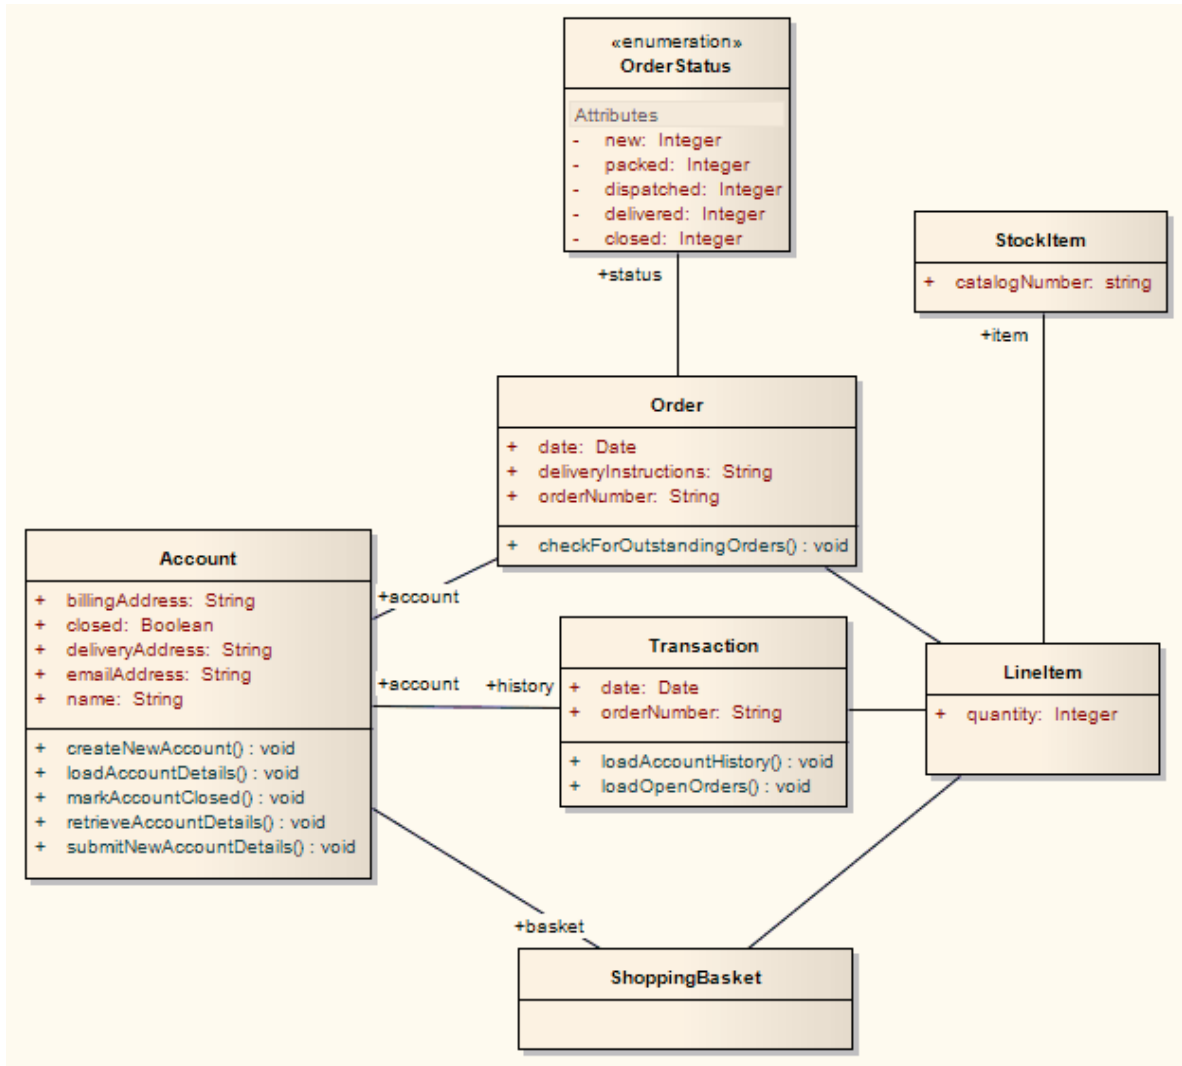 «enumeration»
OrderStatus
Attributes
- new: Integer
- packed: Integer
- dispatched: Integer
- delivered: Integer
- closed: Integer
+status
StockItem
+ catalogNumber: string
+item
Order
+ date: Date
+ deliveryInstructions: String
+ orderNumber: String
+ checkForOutstandingOrders() : void
Account
+ billingAddress: String
+ closed: Boolean
+ deliveryAddress: String
+ emailAddress: String
+ name: String
+ createNewAccount() : void
+ loadAccountDetails() : void
+ markAccountClosed() : void
+ retrieveAccountDetails() : void
+ submitNewAccountDetails() : void
+account
+account
+history
Transaction
+ date: Date
+ orderNumber: String
+ loadAccountHistory() : void
+ loadOpenOrders() : void
LineItem
+ quantity: Integer
+basket
ShoppingBasket